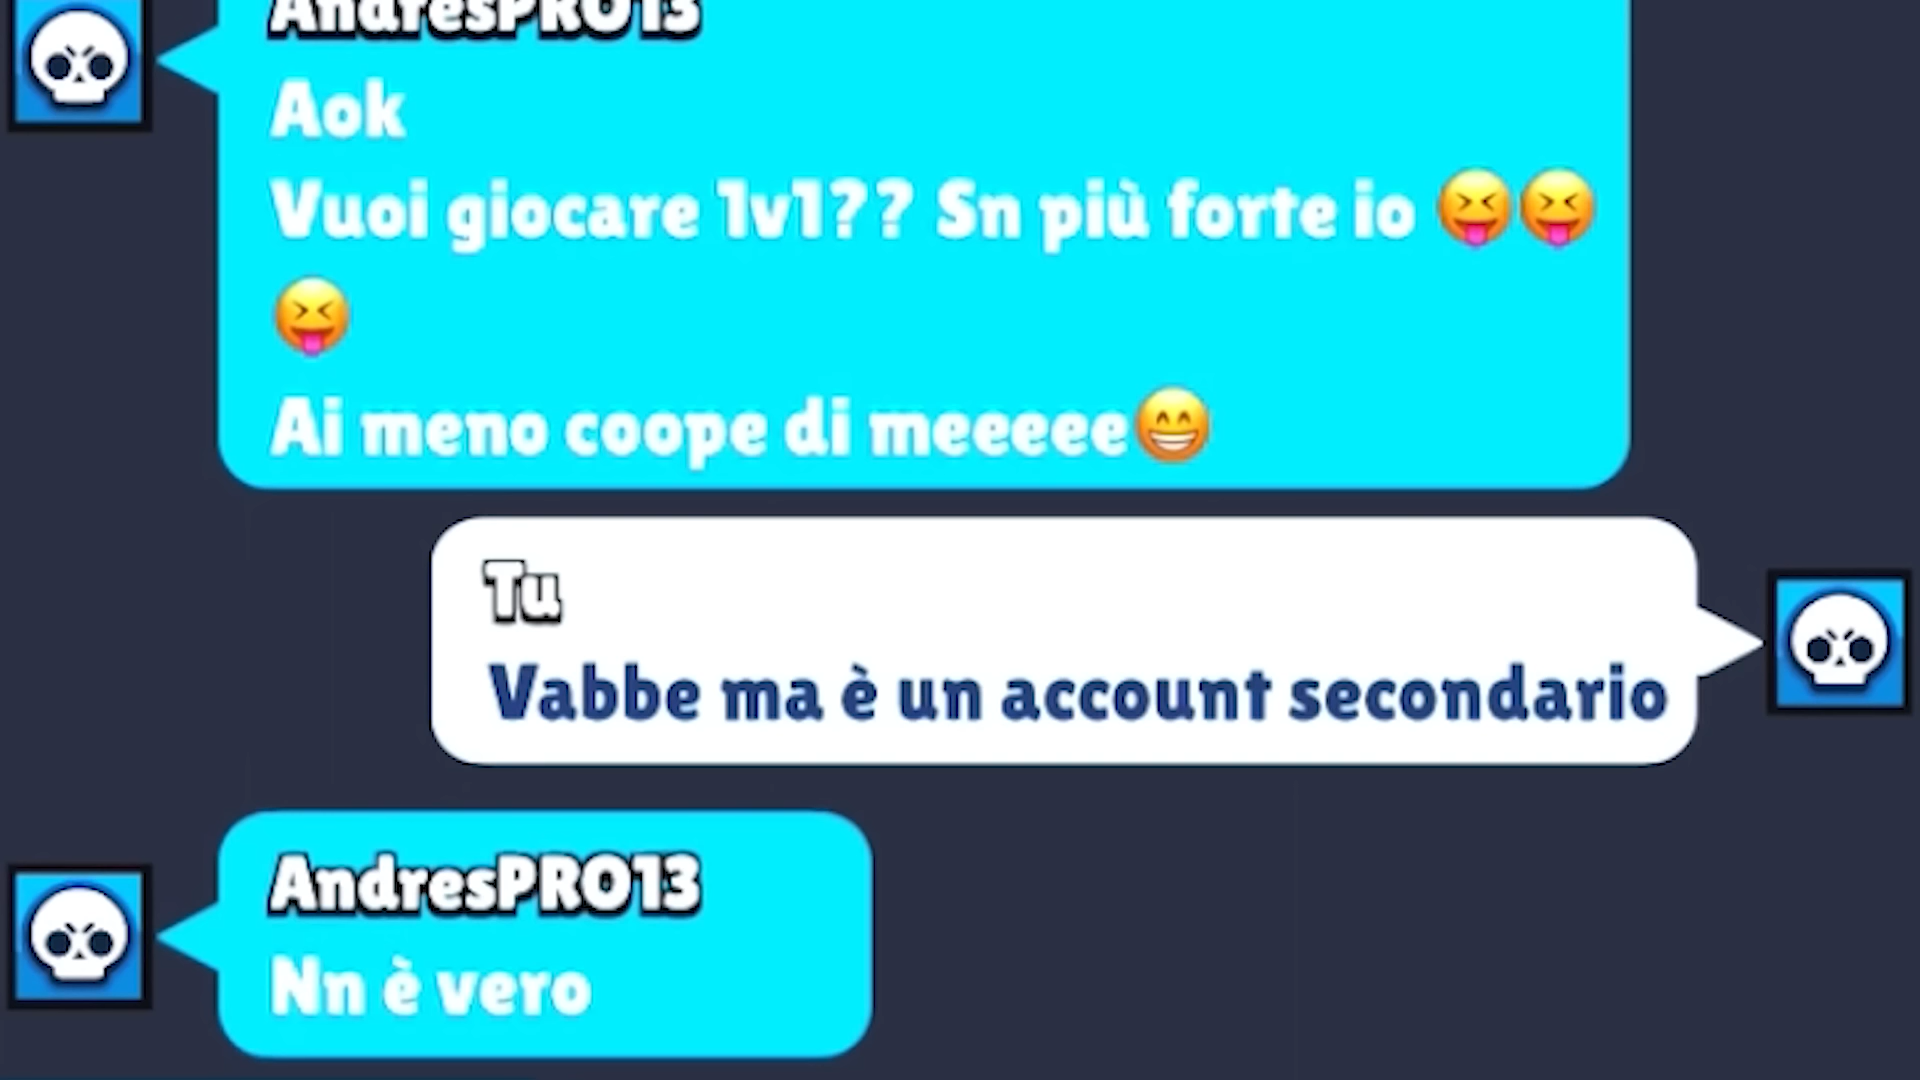 AndresPRO13
Aok
Vuoi giocare 1v1?? Sn più forte io 😝😝
😝
Ai meno coope di meeeee😁
Tu
Vabbe ma è un account secondario
AndresPRO13
Nn è vero